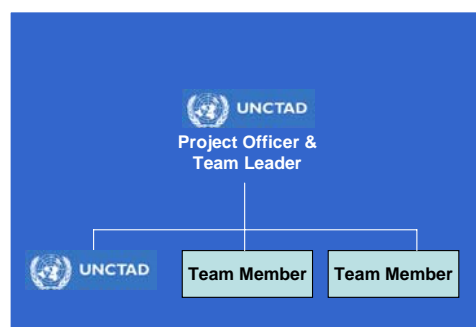 UNCTAD
Project Officer &
Team Leader
UNCTAD
Team Member
Team Member